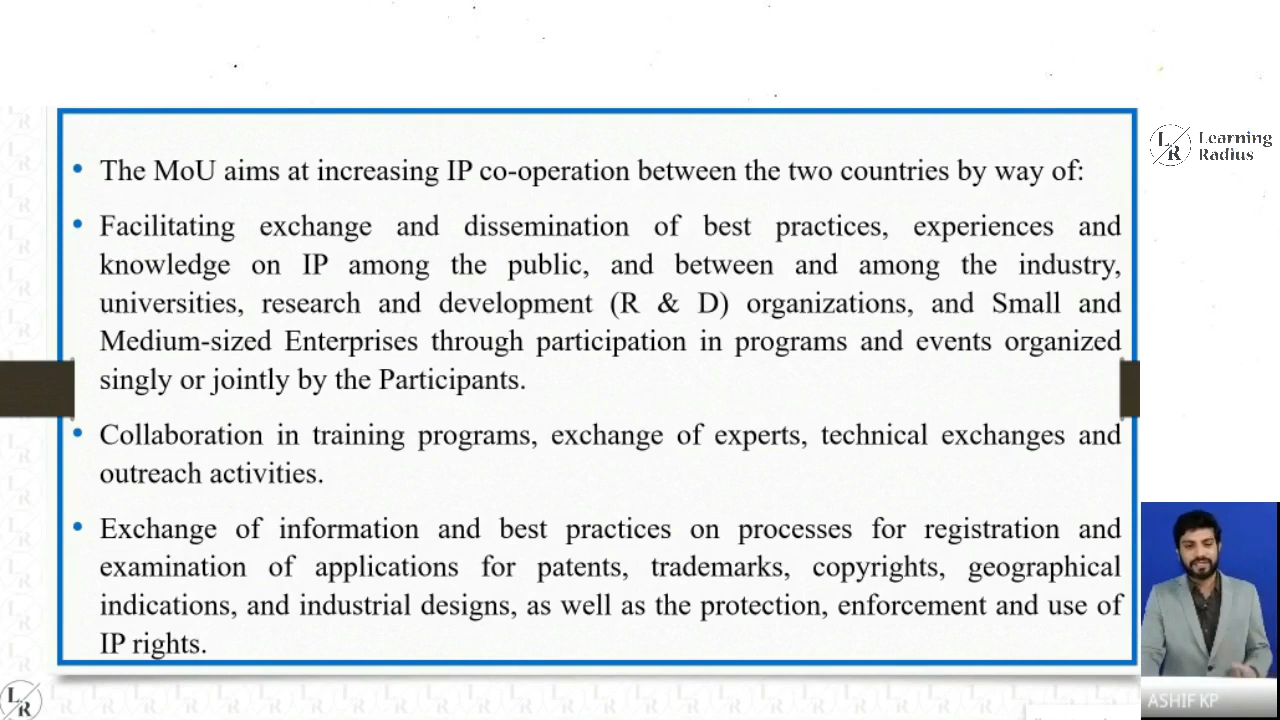 The MoU aims at increasing IP co-operation between the two countries by way of:
Facilitating exchange and dissemination of best practices, experiences and
knowledge on IP among the public, and between and among the industry,
universities, research and development (R & D) organizations, and Small and
Medium-sized Enterprises through participation in programs and events organized
singly or jointly by the Participants.
Collaboration in training programs, exchange of experts, technical exchanges and
outreach activities.
Exchange of information and best practices on processes for registration and
examination of applications for patents, trademarks, copyrights, geographical
indications, and industrial designs, as well as the protection, enforcement and use of
IP rights.
L R
Learning
Radius
L R
ASHIF KP